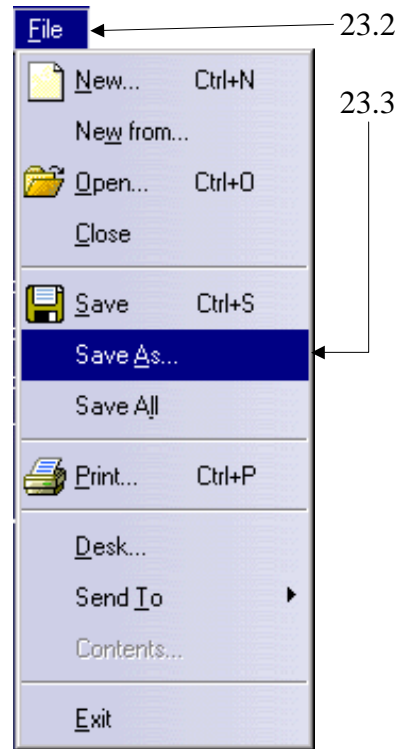 File 23.2
New... Ctrl+N
23.3
New from...
Open... Ctrl+O
Close
Save Ctrl+S
Save As...
Save All
Print... Ctrl+P
Desk...
Send To
Contents...
Exit